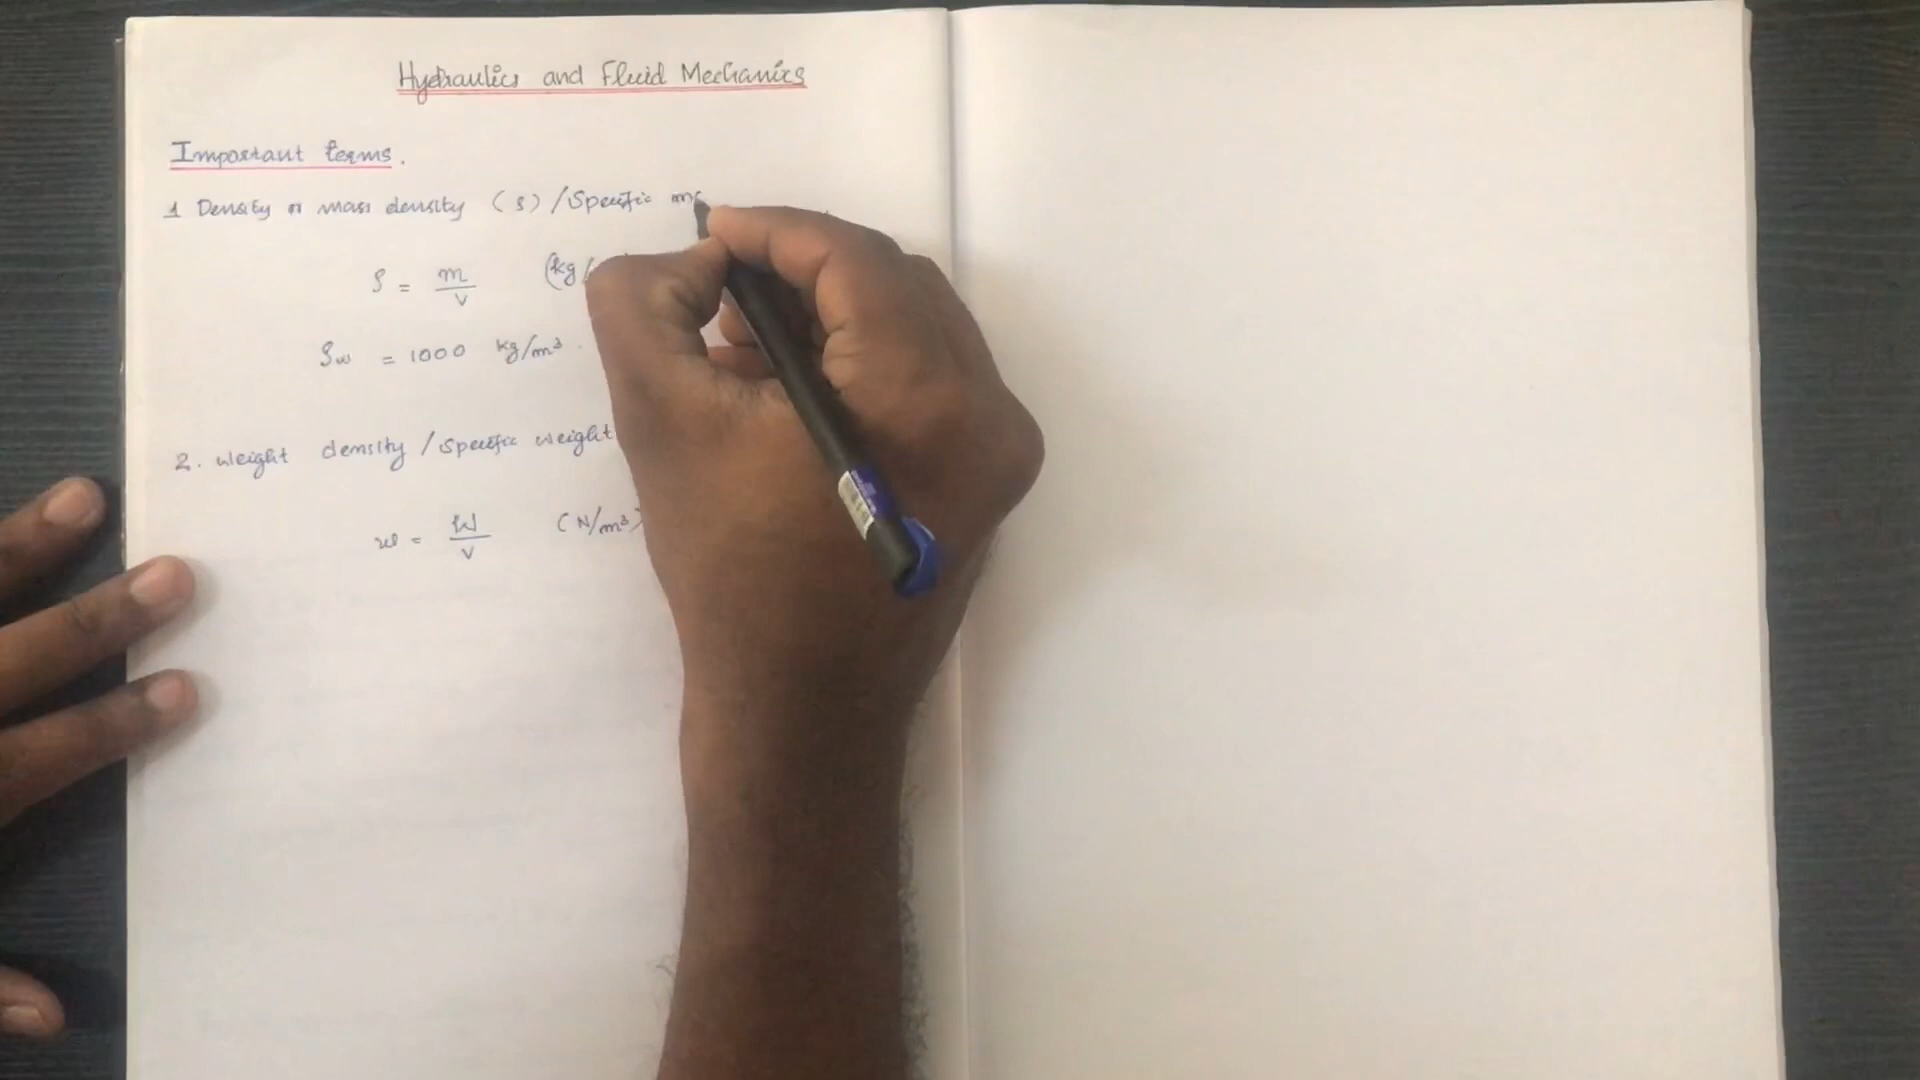 Hydraulics and Fluid Mechanics
Important terms.
1 Density or mass density (ρ) /Specific
ρ = m/V (kg/
ρw = 1000 kg/m³.
2. Weight density /specific weight
w = W/V (N/m³)